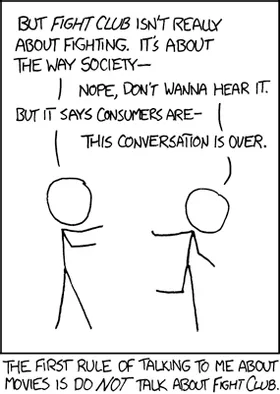 BUT FIGHT CLUB ISN'T REALLY
ABOUT FIGHTING. IT'S ABOUT
THE WAY SOCIETY—
NOPE, DON'T WANNA HEAR IT.
BUT IT SAYS CONSUMERS ARE-
THIS CONVERSATION IS OVER.
THE FIRST RULE OF TALKING TO ME ABOUT
MOVIES IS DO NOT TALK ABOUT FIGHT CLUB.